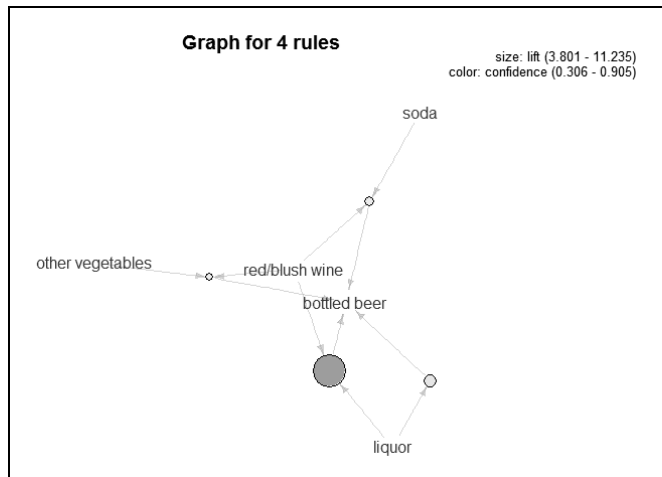 Graph for 4 rules
size: lift (3.801 - 11.235)
color: confidence (0.306 - 0.905)
soda
other vegetables
red/blush wine
bottled beer
liquor